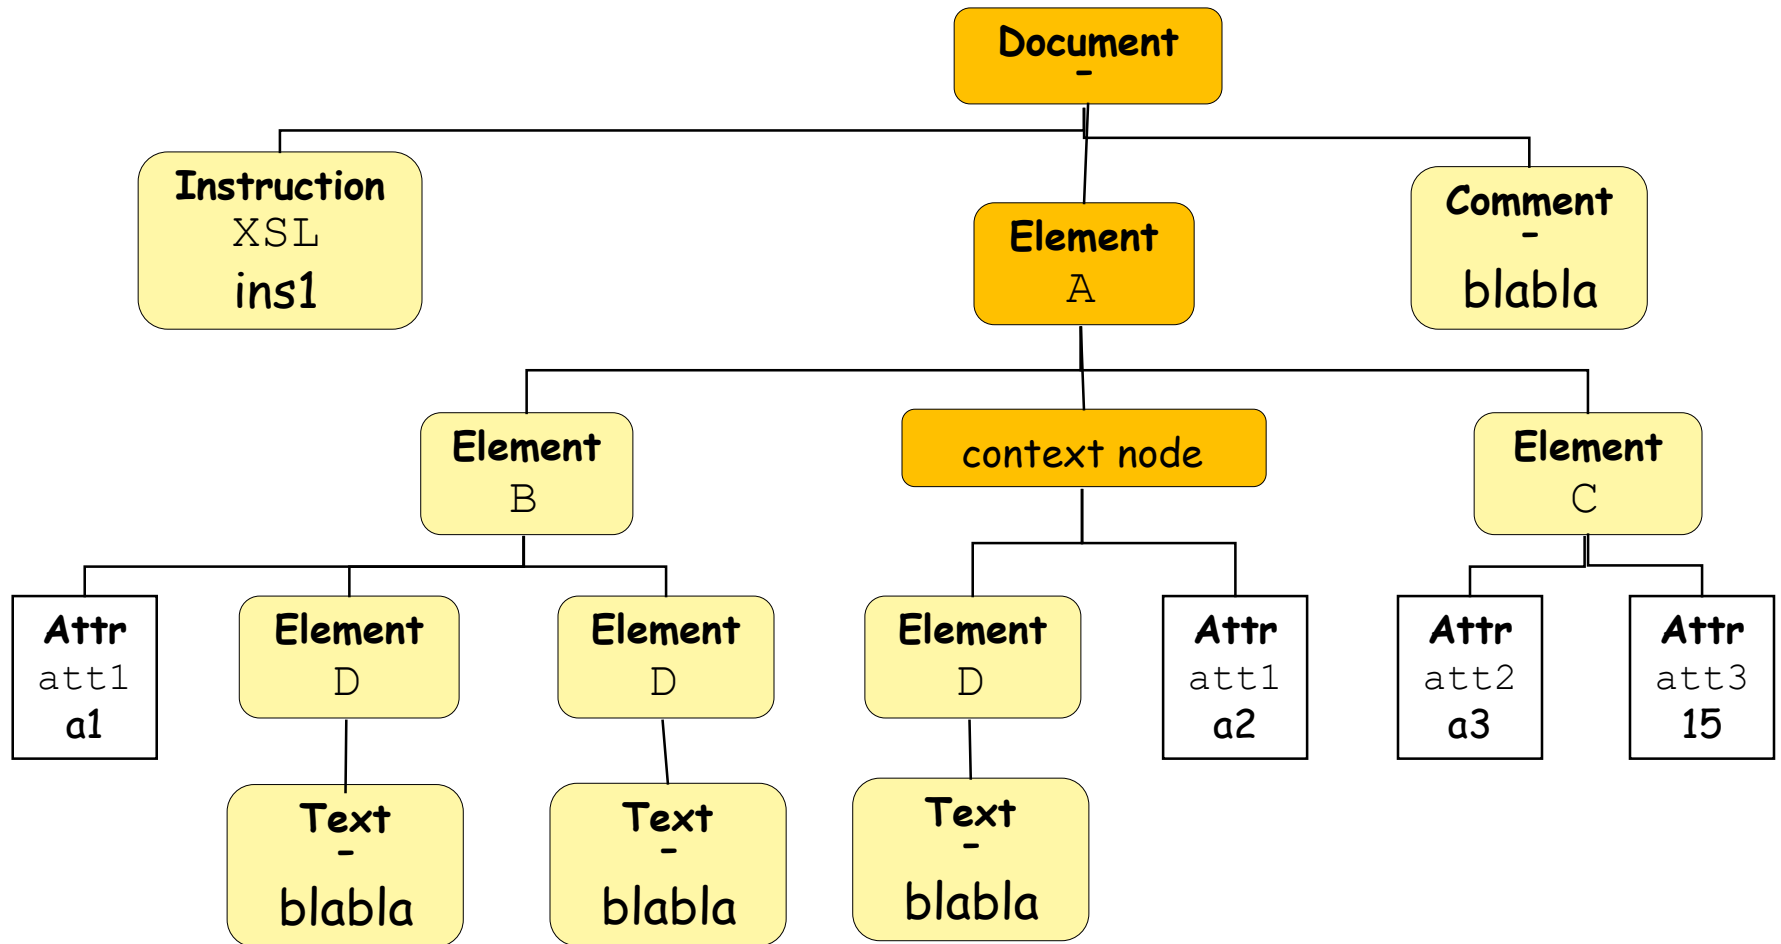 Document
-
Instruction
XSL
ins1
Element
A
Comment
-
blabla
Element
B
context node
Element
C
Attr
att1
a1
Element
D
Element
D
Element
D
Attr
att1
a2
Attr
att2
a3
Attr
att3
15
Text
-
blabla
Text
-
blabla
Text
-
blabla